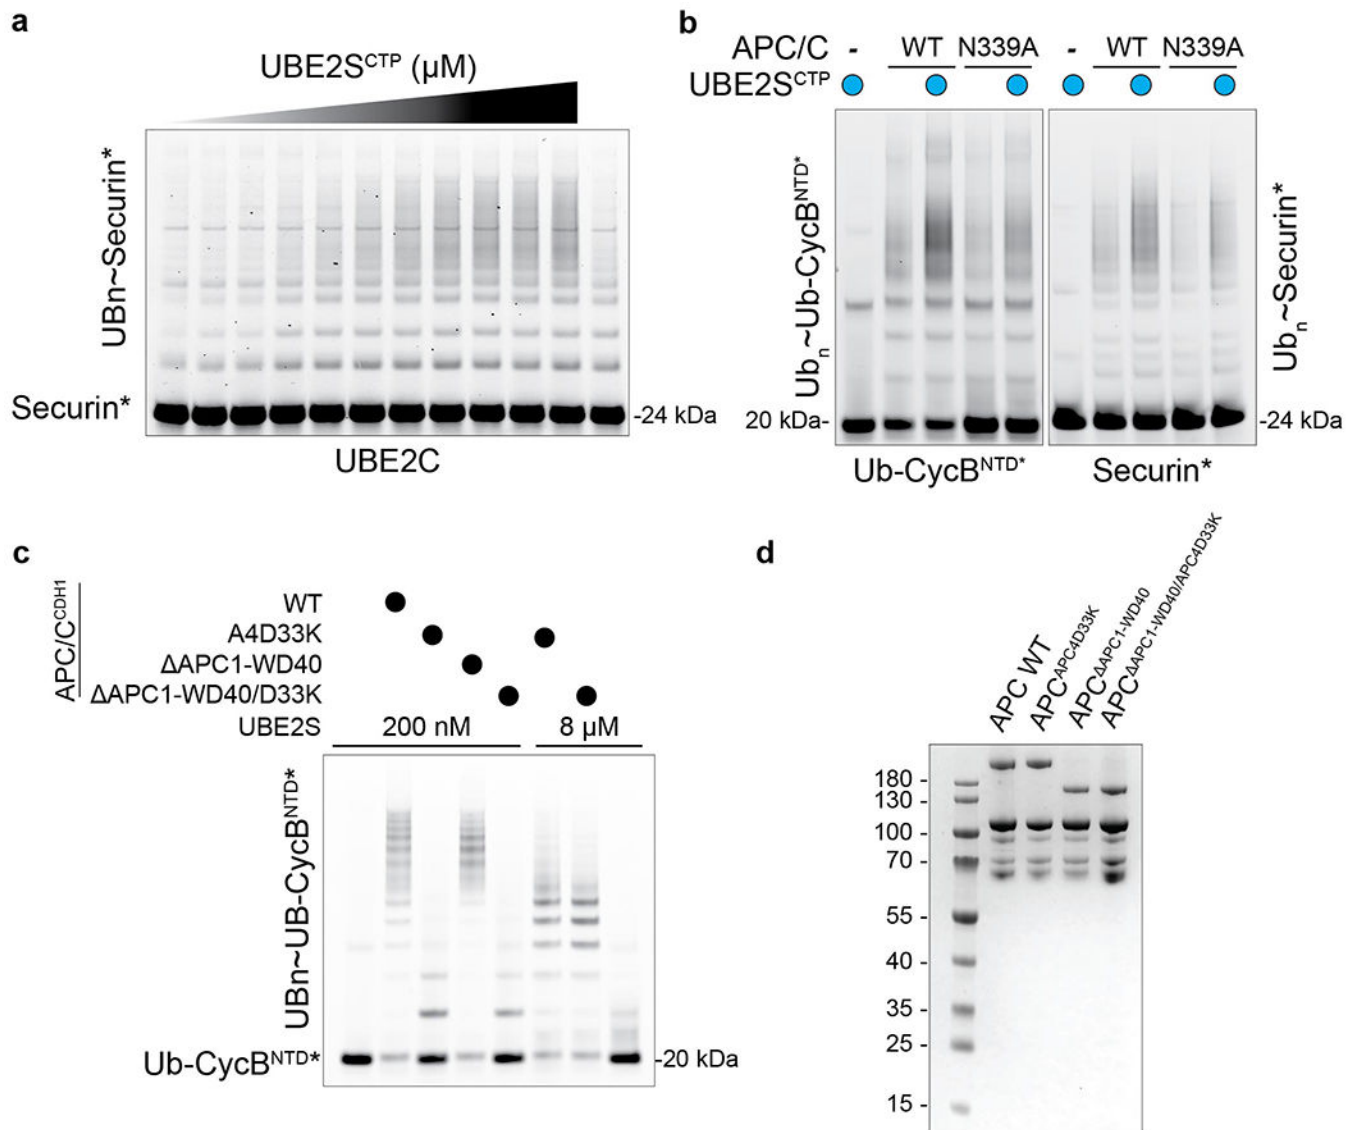 a
UBE2S^CTP (µM)
UBn~Securin*
Securin*
-24 kDa
UBE2C
b
APC/C - WT N339A - WT N339A
UBE2S^CTP
Ub_n~Ub-CycB^NTD*
Ub_n~Securin*
20 kDa-
-24 kDa
Ub-CycB^NTD*
Securin*
c
APC/C^CDH1
WT
A4D33K
ΔAPC1-WD40
ΔAPC1-WD40/D33K
UBE2S 200 nM 8 µM
UBn~UB-CycB^NTD*
Ub-CycB^NTD*
-20 kDa
d
APC WT
APC^APC4D33K
APC^ΔAPC1-WD40
APC^ΔAPC1-WD40/APC4D33K
180 -
130 -
100 -
70 -
55 -
40 -
35 -
25 -
15 -